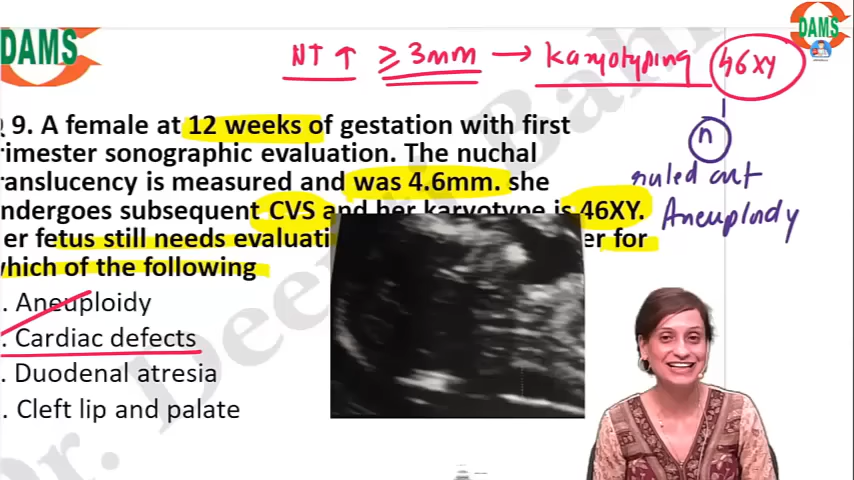 DAMS
DAMS
NT ↑ ≥ 3mm → karyotyping 46XY
n
ruled out
Aneuploidy
9. A female at 12 weeks of gestation with first
rimester sonographic evaluation. The nuchal
ranslucency is measured and was 4.6mm. she
ndergoes subsequent CVS and her karyotype is 46XY.
er fetus still needs evaluati er for
hich of the following
. Aneuploidy
. Cardiac defects
. Duodenal atresia
. Cleft lip and palate